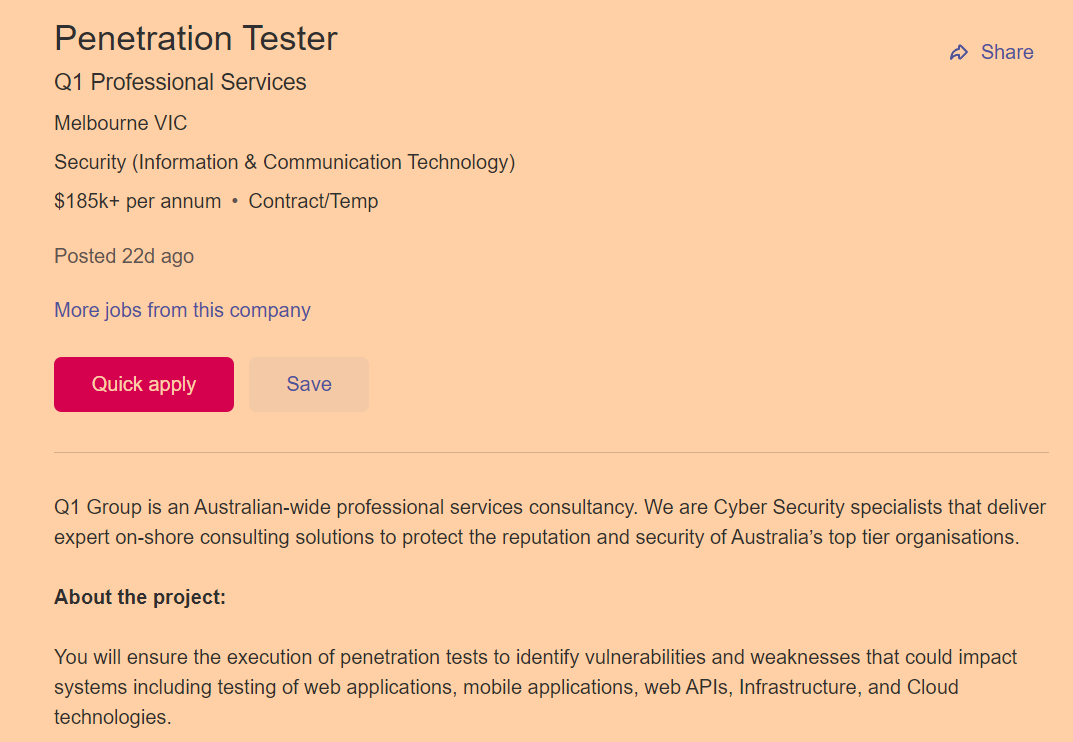 Penetration Tester
Share
Q1 Professional Services
Melbourne VIC
Security (Information & Communication Technology)
$185k+ per annum • Contract/Temp
Posted 22d ago
More jobs from this company
Quick apply
Save
Q1 Group is an Australian-wide professional services consultancy. We are Cyber Security specialists that deliver
expert on-shore consulting solutions to protect the reputation and security of Australia’s top tier organisations.
About the project:
You will ensure the execution of penetration tests to identify vulnerabilities and weaknesses that could impact
systems including testing of web applications, mobile applications, web APIs, Infrastructure, and Cloud
technologies.